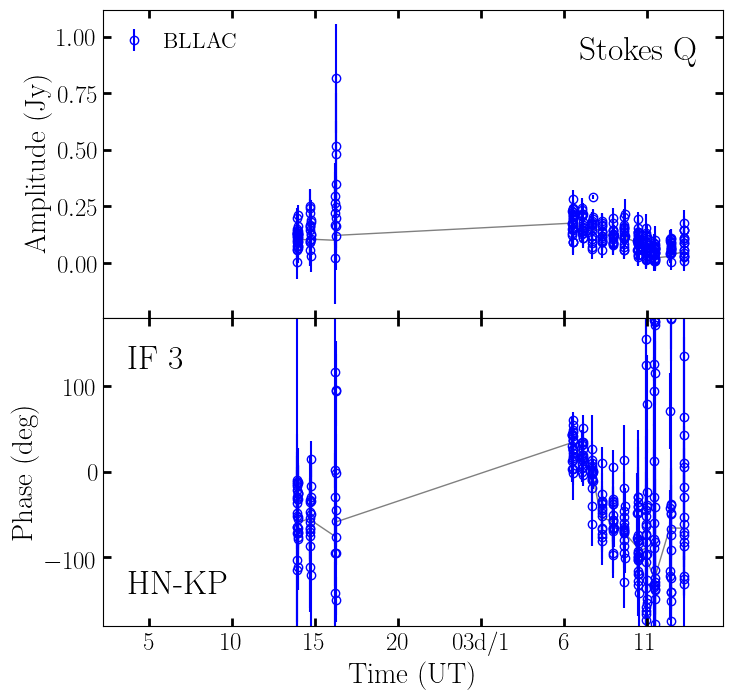 1.00
BLLAC
Stokes Q
0.75
0.50
0.25
0.00
Amplitude (Jy)
IF 3
100
0
−100
Phase (deg)
HN-KP
5 10 15 20 03d/1 6 11
Time (UT)